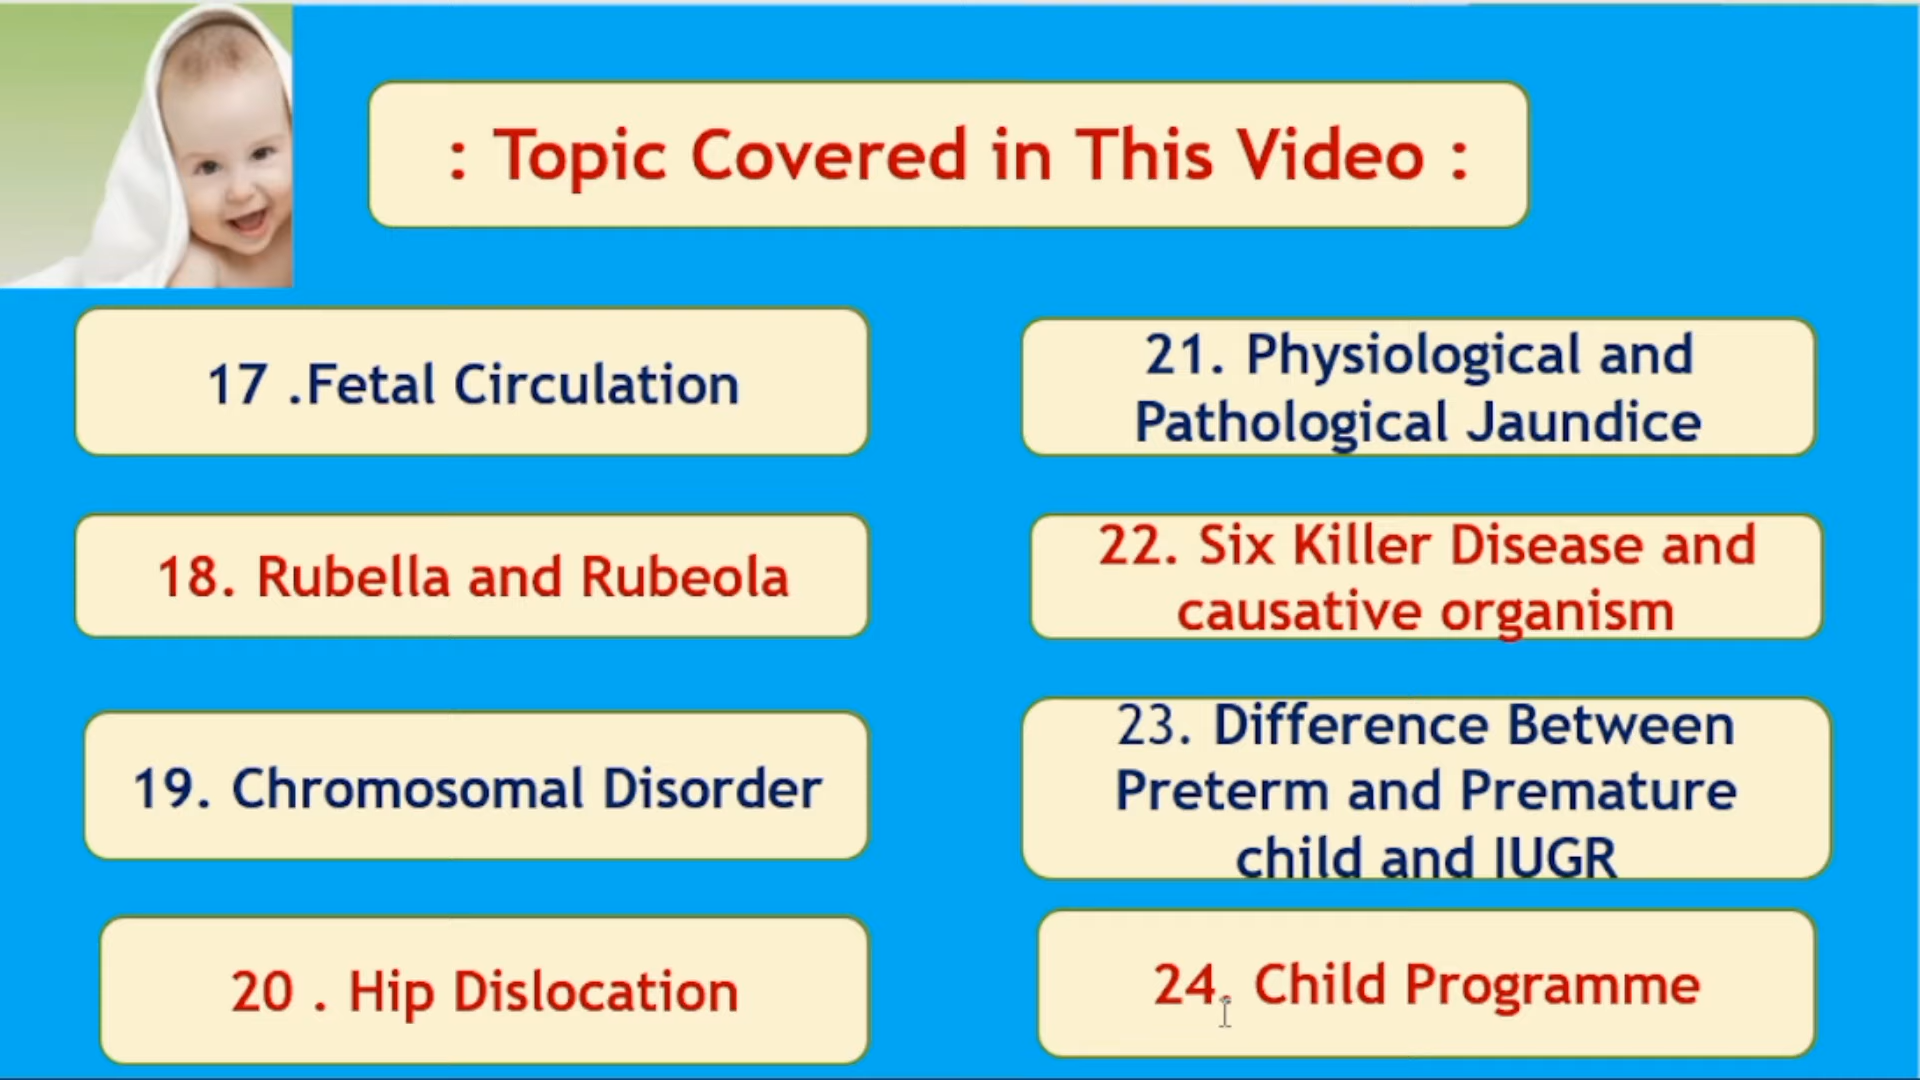 : Topic Covered in This Video :
17 .Fetal Circulation
18. Rubella and Rubeola
19. Chromosomal Disorder
20 . Hip Dislocation
21. Physiological and
Pathological Jaundice
22. Six Killer Disease and
causative organism
23. Difference Between
Preterm and Premature
child and IUGR
24. Child Programme